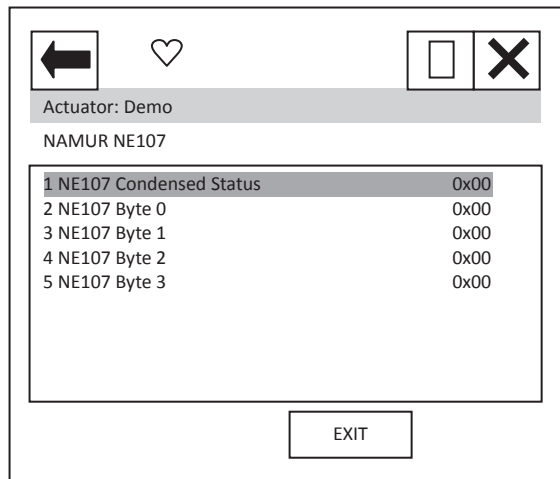 Actuator: Demo
NAMUR NE107
1 NE107 Condensed Status 0x00
2 NE107 Byte 0 0x00
3 NE107 Byte 1 0x00
4 NE107 Byte 2 0x00
5 NE107 Byte 3 0x00
EXIT